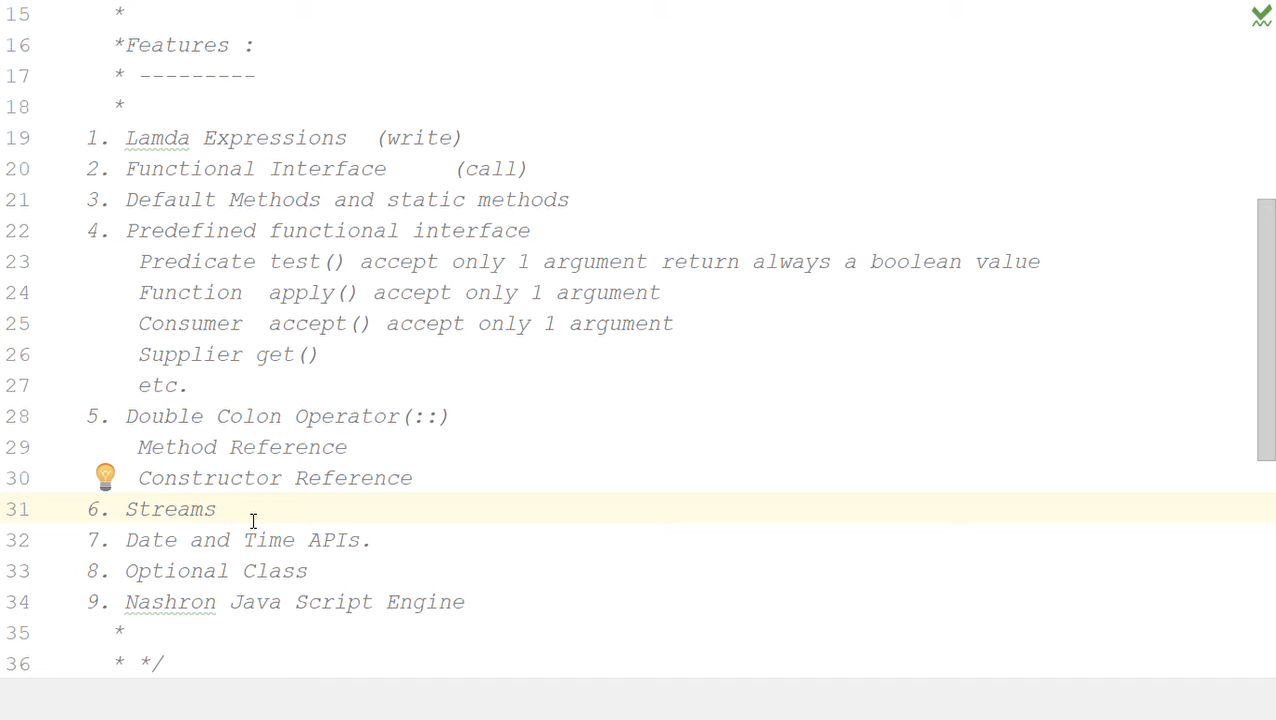 15 *
16 *Features :
17 * ---------
18 *
19 1. Lamda Expressions (write)
20 2. Functional Interface (call)
21 3. Default Methods and static methods
22 4. Predefined functional interface
23 Predicate test() accept only 1 argument return always a boolean value
24 Function apply() accept only 1 argument
25 Consumer accept() accept only 1 argument
26 Supplier get()
27 etc.
28 5. Double Colon Operator(::)
29 Method Reference
30 Constructor Reference
31 6. Streams
32 7. Date and Time APIs.
33 8. Optional Class
34 9. Nashron Java Script Engine
35 *
36 * */